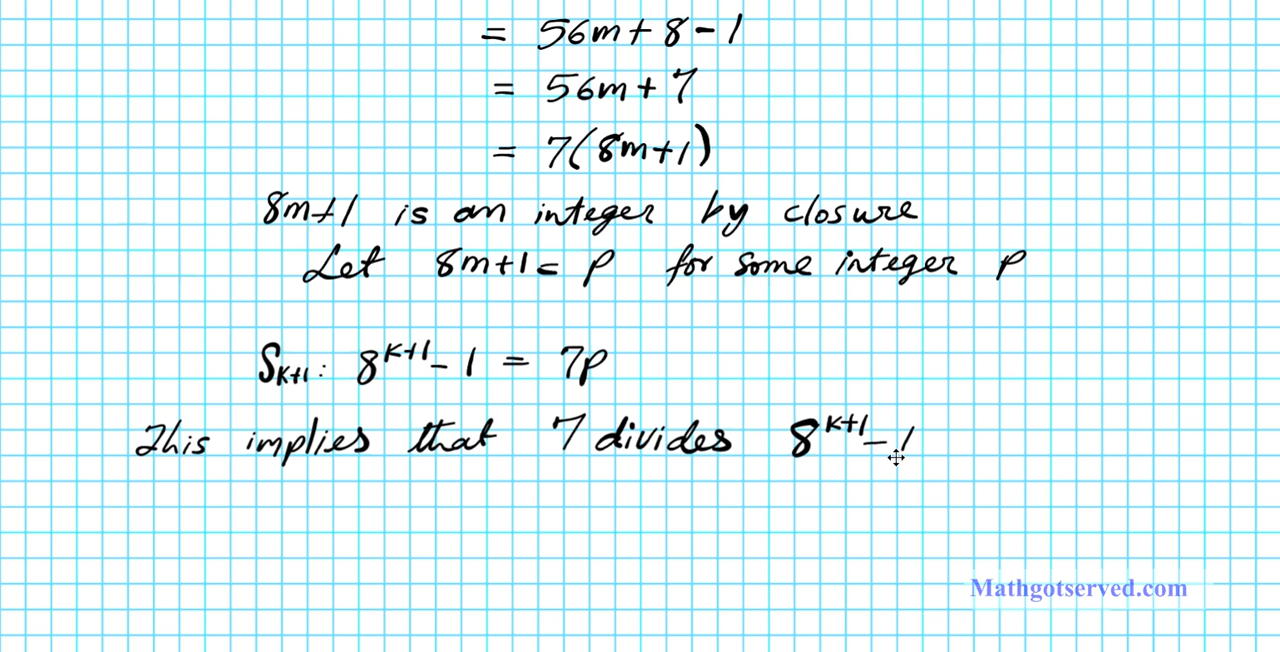 = 56m + 8 - 1
= 56m + 7
= 7(8m+1)
8m+1 is an integer by closure
Let 8m+1 = p for some integer p
S_{K+1}: 8^{K+1} - 1 = 7p
This implies that 7 divides 8^{K+1} - 1
Mathgotserved.com